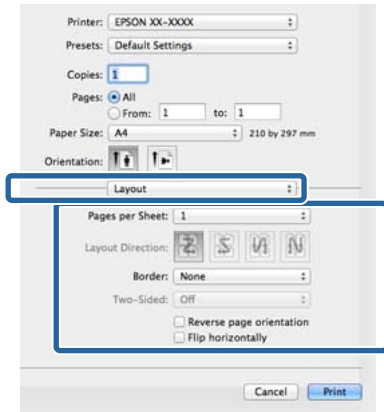 Printer: EPSON XX-XXXX
Presets: Default Settings
Copies: 1
Pages: All
From: 1 to: 1
Paper Size: A4 210 by 297 mm
Orientation:
Layout
Pages per Sheet: 1
Layout Direction:
Border: None
Two-Sided: Off
Reverse page orientation
Flip horizontally
Cancel Print